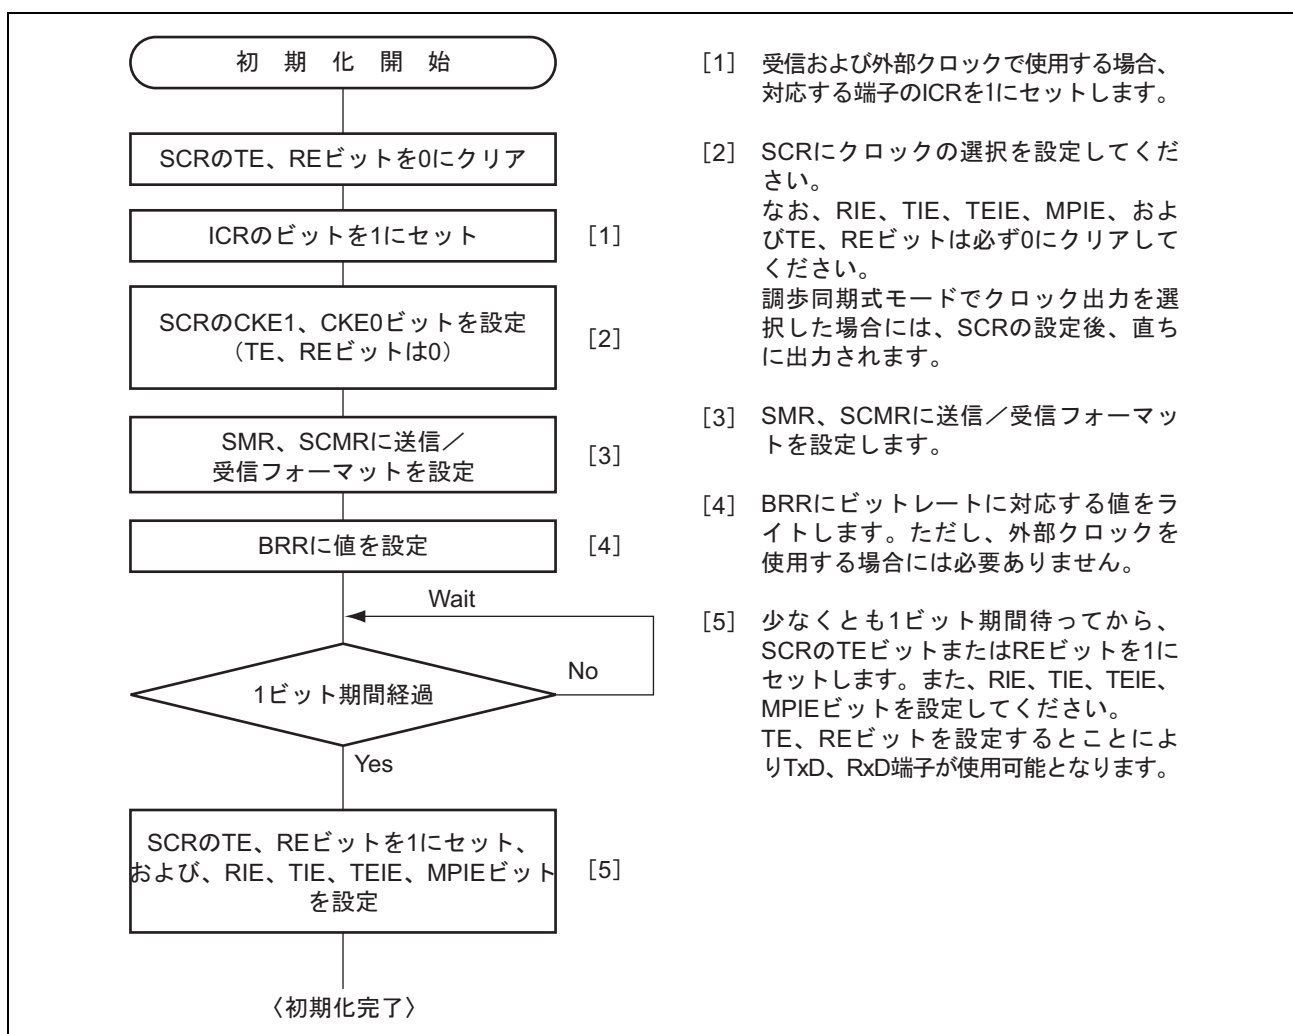 初期化開始
SCRのTE、REビットを0にクリア
ICRのビットを1にセット
[1]
SCRのCKE1、CKE0ビットを設定
（TE、REビットは0）
[2]
SMR、SCMRに送信／
受信フォーマットを設定
[3]
BRRに値を設定
[4]
Wait
No
1ビット期間経過
Yes
SCRのTE、REビットを1にセット、
および、RIE、TIE、TEIE、MPIEビット
を設定
[5]
〈初期化完了〉
[1] 受信および外部クロックで使用する場合、
対応する端子のICRを1にセットします。
[2] SCRにクロックの選択を設定してくだ
さい。
なお、RIE、TIE、TEIE、MPIE、およ
びTE、REビットは必ず0にクリアして
ください。
調歩同期式モードでクロック出力を選
択した場合には、SCRの設定後、直ち
に出力されます。
[3] SMR、SCMRに送信／受信フォーマッ
トを設定します。
[4] BRRにビットレートに対応する値をラ
イトします。ただし、外部クロックを
使用する場合には必要ありません。
[5] 少なくとも1ビット期間待ってから、
SCRのTEビットまたはREビットを1に
セットします。また、RIE、TIE、TEIE、
MPIEビットを設定してください。
TE、REビットを設定するとことによ
りTxD、RxD端子が使用可能となります。